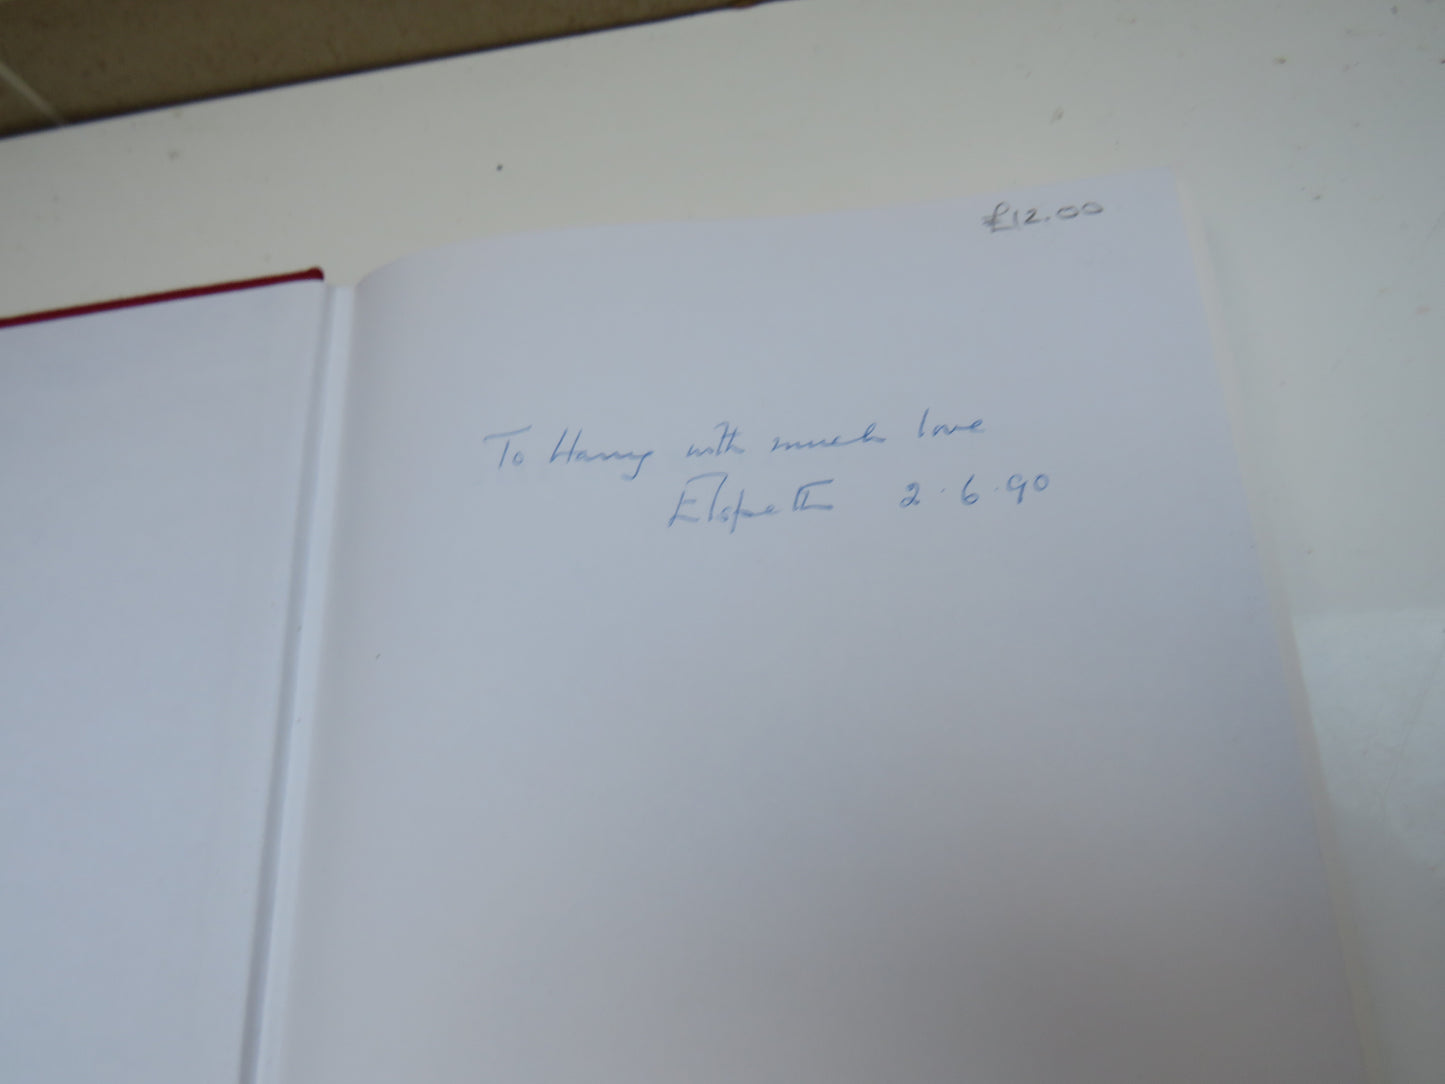 £12.00
To Harry with much love
Elspeth 2.6.90